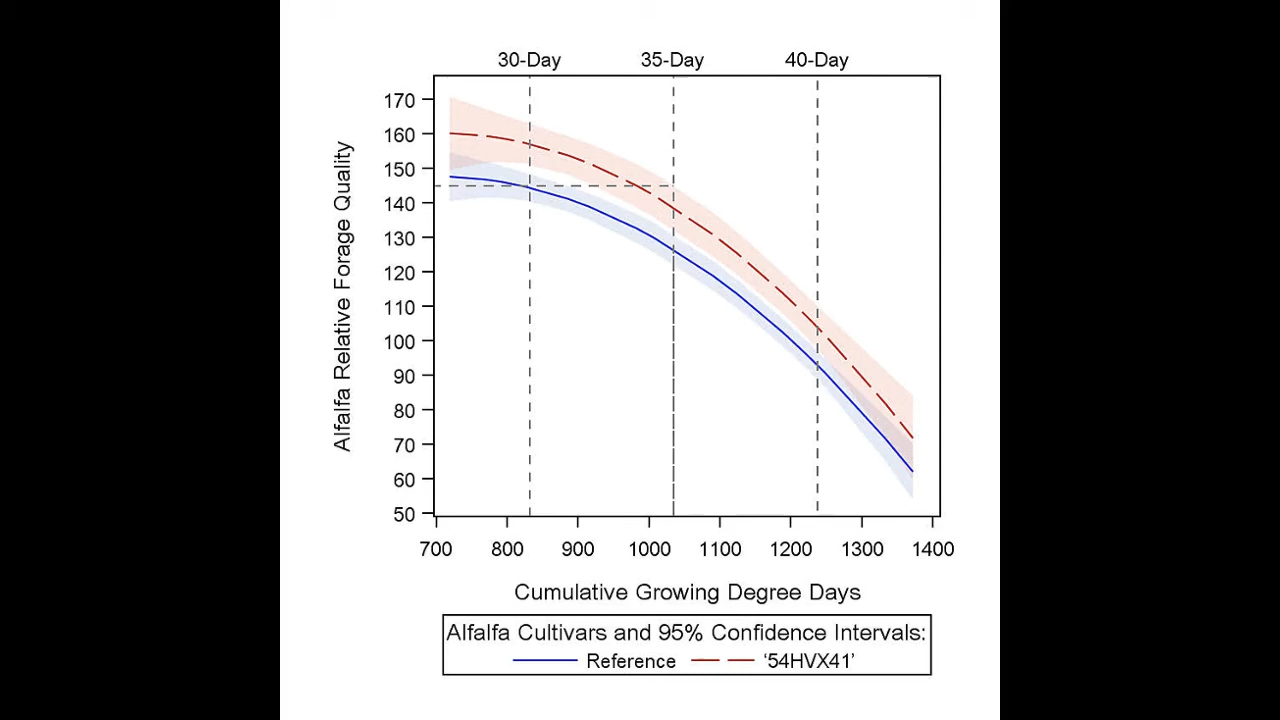 30-Day 35-Day 40-Day
Alfalfa Relative Forage Quality
170
160
150
140
130
120
110
100
90
80
70
60
50
700 800 900 1000 1100 1200 1300 1400
Cumulative Growing Degree Days
Alfalfa Cultivars and 95% Confidence Intervals:
Reference ‘54HVX41’